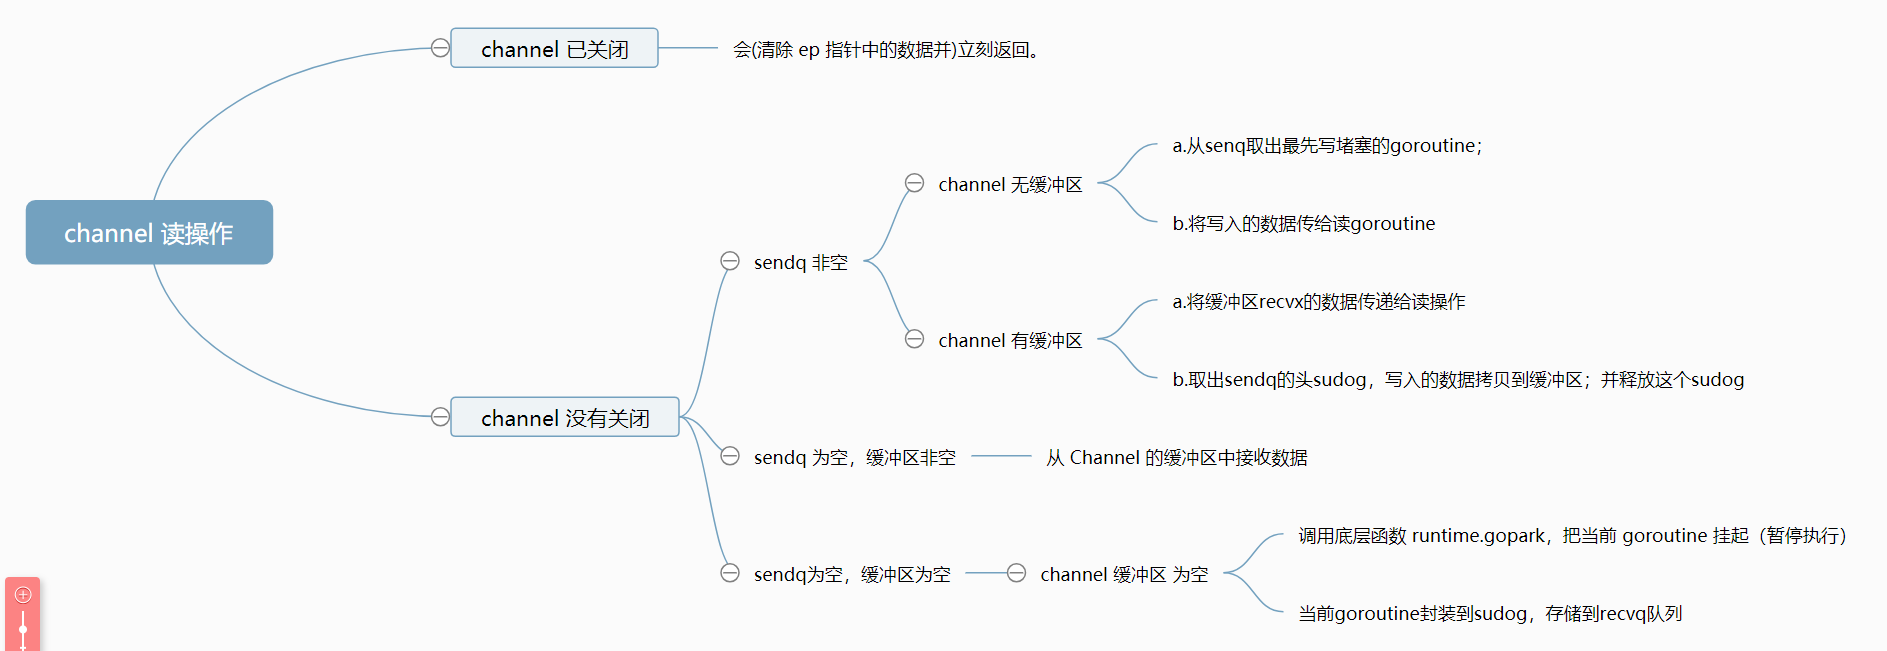 channel 已关闭
会(清除 ep 指针中的数据并)立刻返回。
channel 读操作
channel 没有关闭
sendq 非空
channel 无缓冲区
a.从senq取出最先写堵塞的goroutine；
b.将写入的数据传给读goroutine
channel 有缓冲区
a.将缓冲区recvx的数据传递给读操作
b.取出sendq的头sudog，写入的数据拷贝到缓冲区；并释放这个sudog
sendq 为空，缓冲区非空
从 Channel 的缓冲区中接收数据
sendq为空，缓冲区为空
channel 缓冲区 为空
调用底层函数 runtime.gopark，把当前 goroutine 挂起（暂停执行）
当前goroutine封装到sudog，存储到recvq队列